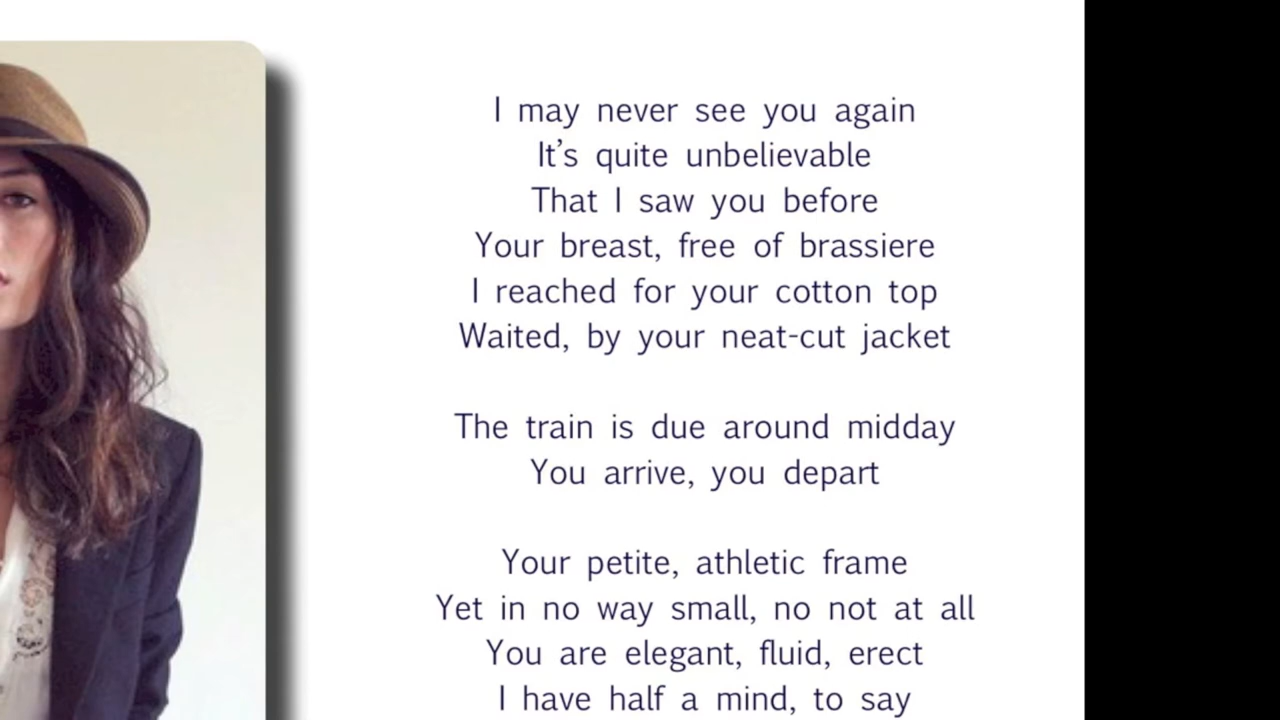 I may never see you again
It's quite unbelievable
That I saw you before
Your breast, free of brassiere
I reached for your cotton top
Waited, by your neat-cut jacket
The train is due around midday
You arrive, you depart
Your petite, athletic frame
Yet in no way small, no not at all
You are elegant, fluid, erect
I have half a mind, to say